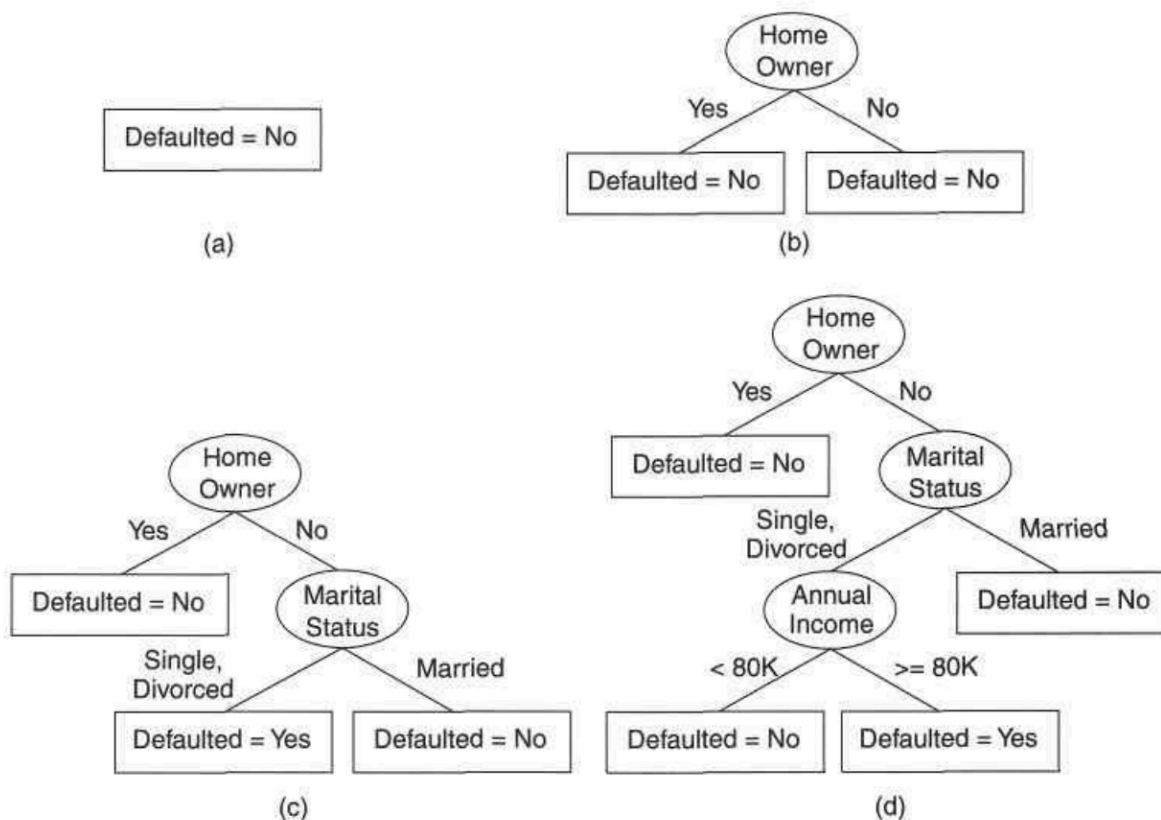 Defaulted = No
(a)
Home
Owner
Yes
No
Defaulted = No
Defaulted = No
(b)
Home
Owner
Yes
No
Defaulted = No
Marital
Status
Single,
Divorced
Married
Defaulted = Yes
Defaulted = No
(c)
Home
Owner
Yes
No
Defaulted = No
Marital
Status
Single,
Divorced
Married
Annual
Income
Defaulted = No
< 80K
>= 80K
Defaulted = No
Defaulted = Yes
(d)